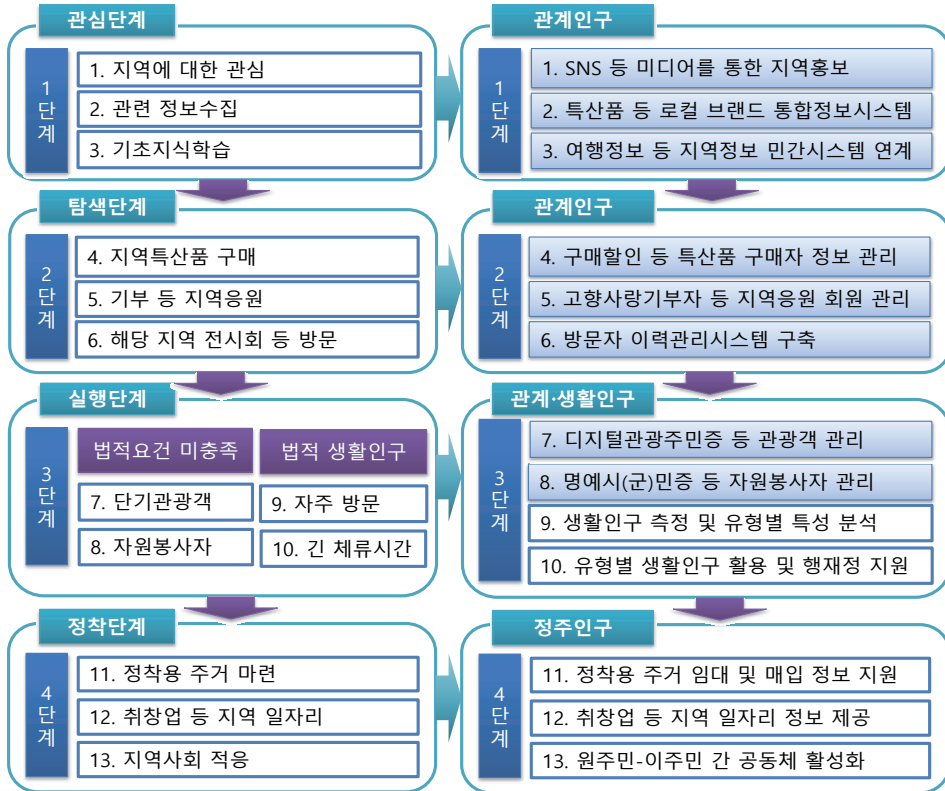 관심단계
1단계
1. 지역에 대한 관심
2. 관련 정보수집
3. 기초지식학습
관계인구
1단계
1. SNS 등 미디어를 통한 지역홍보
2. 특산품 등 로컬 브랜드 통합정보시스템
3. 여행정보 등 지역정보 민간시스템 연계
탐색단계
2단계
4. 지역특산품 구매
5. 기부 등 지역응원
6. 해당 지역 전시회 등 방문
관계인구
2단계
4. 구매할인 등 특산품 구매자 정보 관리
5. 고향사랑기부자 등 지역응원 회원 관리
6. 방문자 이력관리시스템 구축
실행단계
3단계
법적요건 미충족
7. 단기관광객
8. 자원봉사자
법적 생활인구
9. 자주 방문
10. 긴 체류시간
관계·생활인구
3단계
7. 디지털관광주민증 등 관광객 관리
8. 명예시(군)민증 등 자원봉사자 관리
9. 생활인구 측정 및 유형별 특성 분석
10. 유형별 생활인구 활용 및 행재정 지원
정착단계
4단계
11. 정착용 주거 마련
12. 취창업 등 지역 일자리
13. 지역사회 적응
정주인구
4단계
11. 정착용 주거 임대 및 매입 정보 지원
12. 취창업 등 지역 일자리 정보 제공
13. 원주민-이주민 간 공동체 활성화